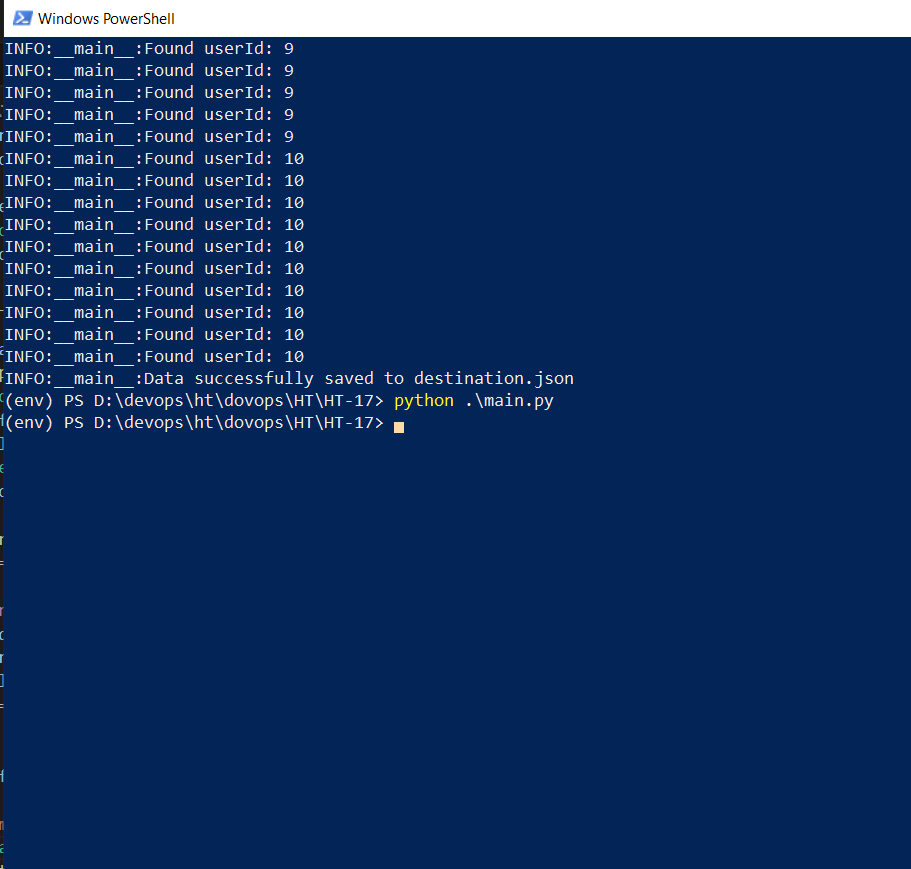 Windows PowerShell
INFO:__main__:Found userId: 9
INFO:__main__:Found userId: 9
INFO:__main__:Found userId: 9
INFO:__main__:Found userId: 9
INFO:__main__:Found userId: 9
INFO:__main__:Found userId: 10
INFO:__main__:Found userId: 10
INFO:__main__:Found userId: 10
INFO:__main__:Found userId: 10
INFO:__main__:Found userId: 10
INFO:__main__:Found userId: 10
INFO:__main__:Found userId: 10
INFO:__main__:Found userId: 10
INFO:__main__:Found userId: 10
INFO:__main__:Found userId: 10
INFO:__main__:Data successfully saved to destination.json
(env) PS D:\devops\ht\dovops\HT\HT-17> python .\main.py
(env) PS D:\devops\ht\dovops\HT\HT-17>